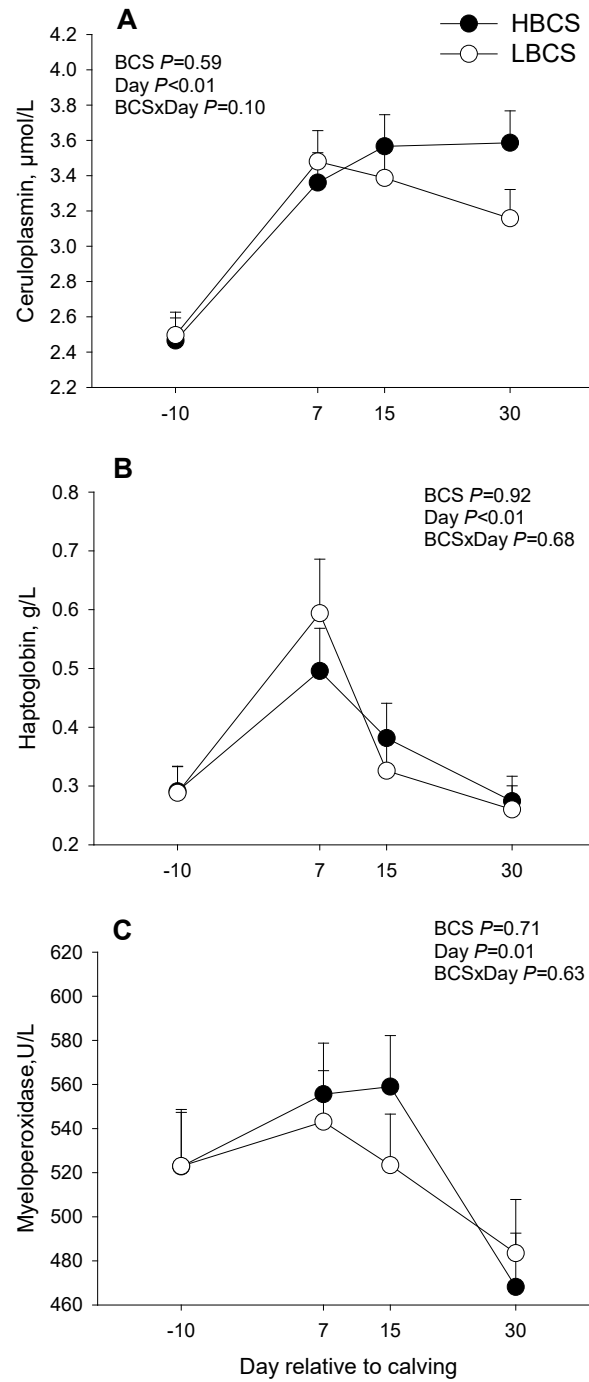 A
HBCS
LBCS
BCS P=0.59
Day P<0.01
BCSxDay P=0.10
Ceruloplasmin, µmol/L
4.2
4.0
3.8
3.6
3.4
3.2
3.0
2.8
2.6
2.4
2.2
-10
7
15
30
B
BCS P=0.92
Day P<0.01
BCSxDay P=0.68
Haptoglobin, g/L
0.8
0.7
0.6
0.5
0.4
0.3
0.2
-10
7
15
30
C
BCS P=0.71
Day P=0.01
BCSxDay P=0.63
Myeloperoxidase,U/L
620
600
580
560
540
520
500
480
460
-10
7
15
30
Day relative to calving